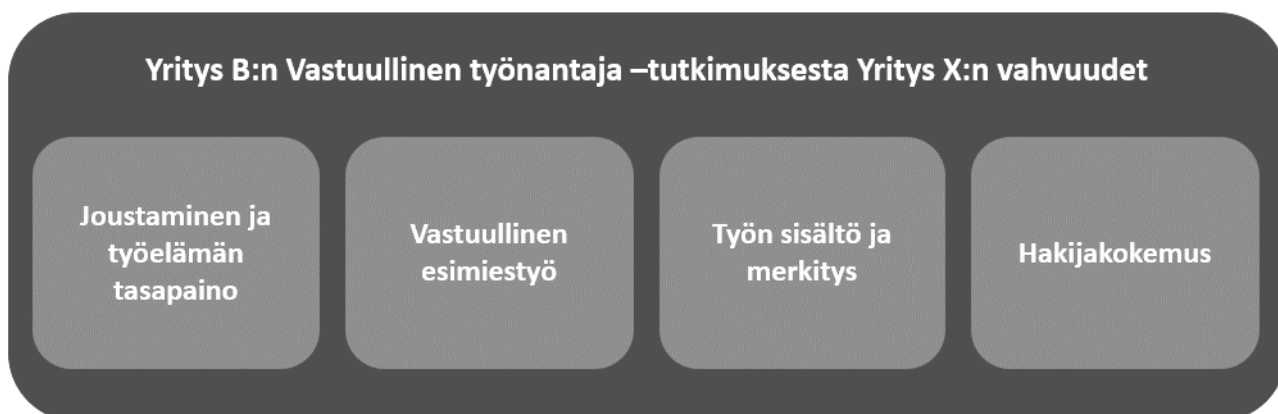 Yritys B:n Vastuullinen työnantaja –tutkimuksesta Yritys X:n vahvuudet
Joustaminen ja
työelämän
tasapaino
Vastuullinen
esimiestyö
Työn sisältö ja
merkitys
Hakijakokemus